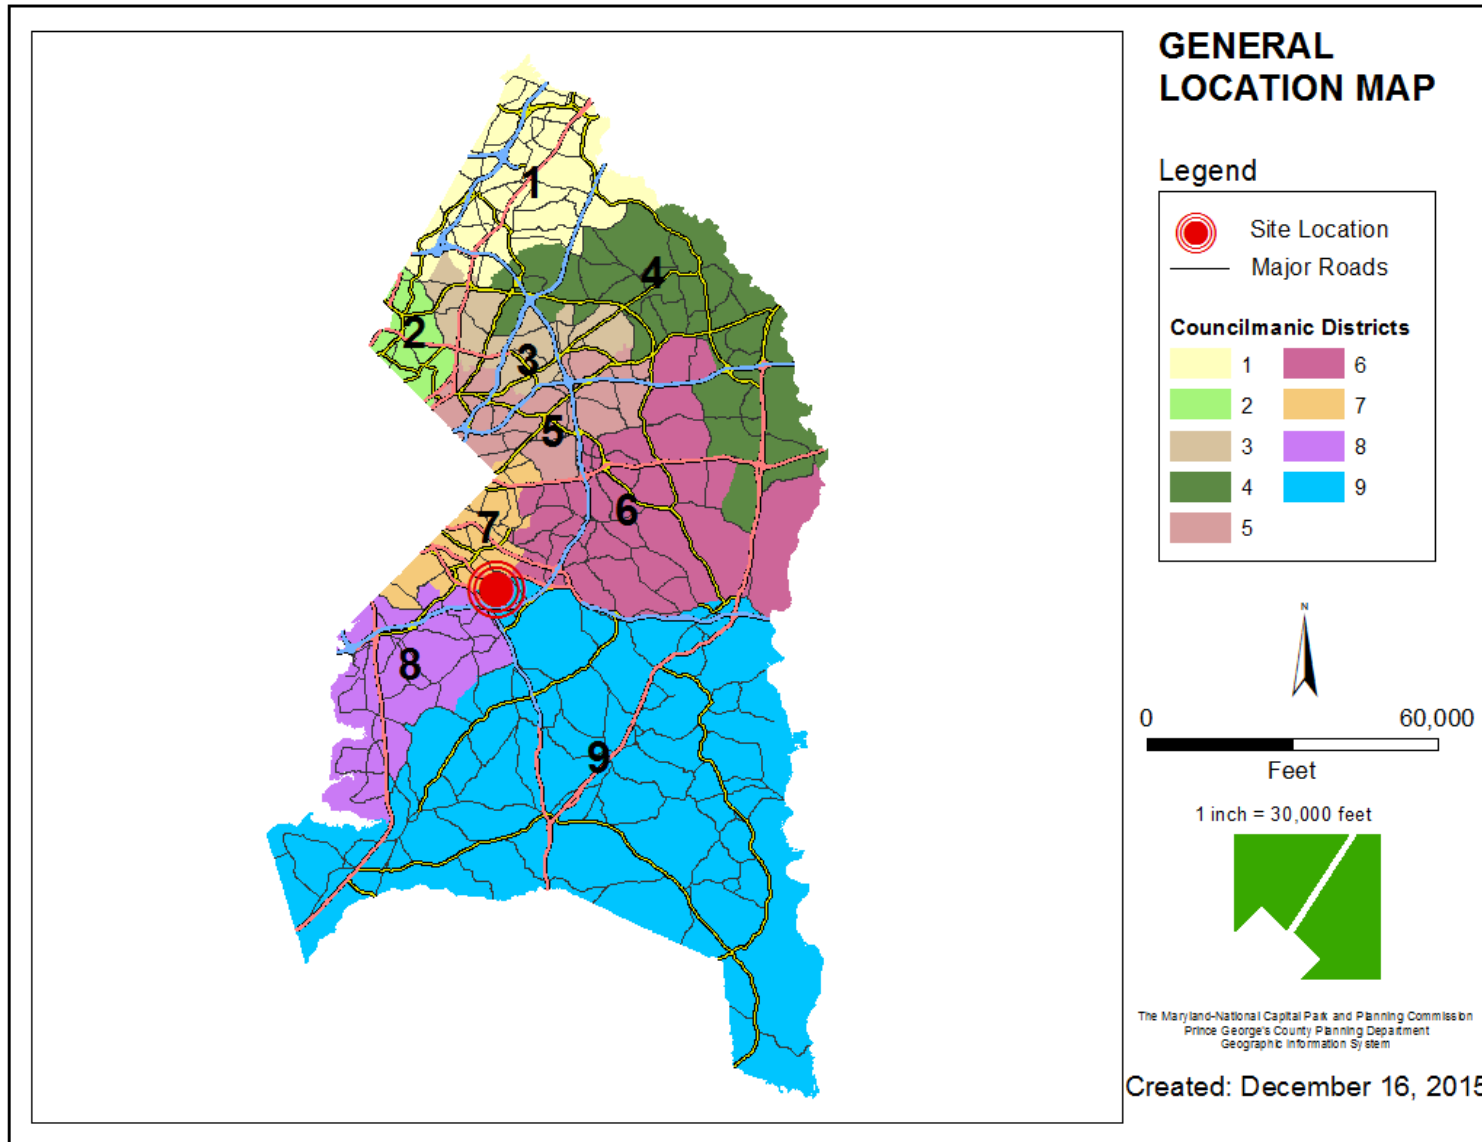 GENERAL
LOCATION MAP
Legend
Site Location
Major Roads
Councilmanic Districts
1 6
2 7
3 8
4 9
5
1
4
2
3
5
6
7
8
9
N
0 60,000
Feet
1 inch = 30,000 feet
The Maryland-National Capital Park and Planning Commission
Prince George's County Planning Department
Geographic Information System
Created: December 16, 2015